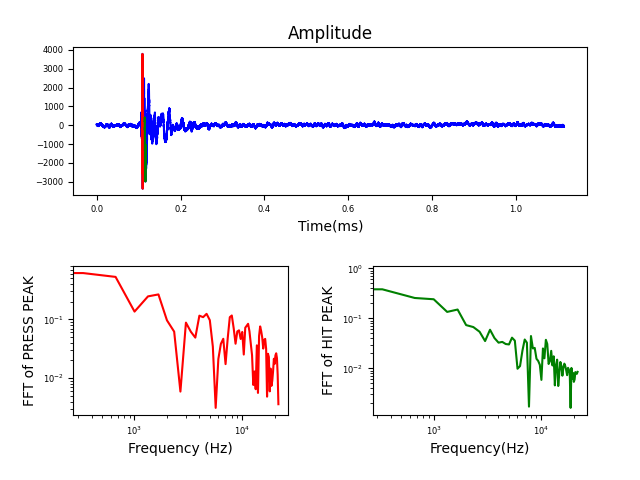 Amplitude
4000
3000
2000
1000
0
−1000
−2000
−3000
0.0 0.2 0.4 0.6 0.8 1.0
Time(ms)
FFT of PRESS PEAK
10⁻¹
10⁻²
10³ 10⁴
Frequency (Hz)
FFT of HIT PEAK
10⁰
10⁻¹
10⁻²
10³ 10⁴
Frequency(Hz)